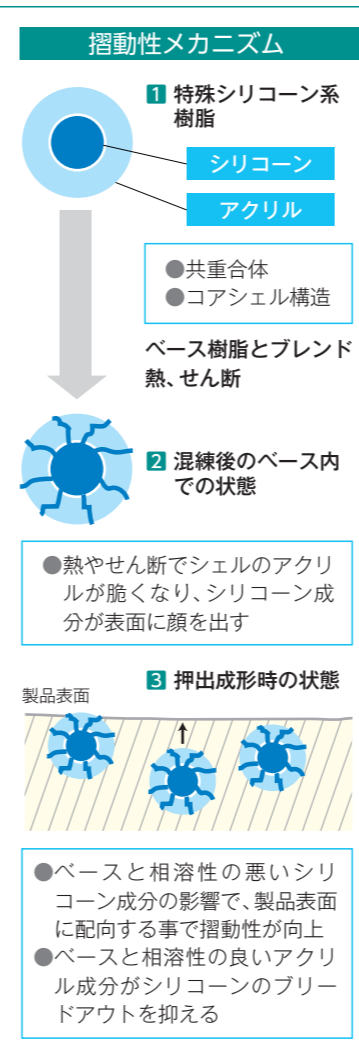 摺動性メカニズム
1 特殊シリコーン系
樹脂
シリコーン
アクリル
●共重合体
●コアシェル構造
ベース樹脂とブレンド
熱、せん断
2 混練後のベース内
での状態
●熱やせん断でシェルのアクリ
ルが脆くなり、シリコーン成
分が表面に顔を出す
3 押出成形時の状態
製品表面
●ベースと相溶性の悪いシリ
コーン成分の影響で、製品表面
に配向する事で摺動性が向上
●ベースと相溶性の良いアクリ
ル成分がシリコーンのブリー
ドアウトを抑える